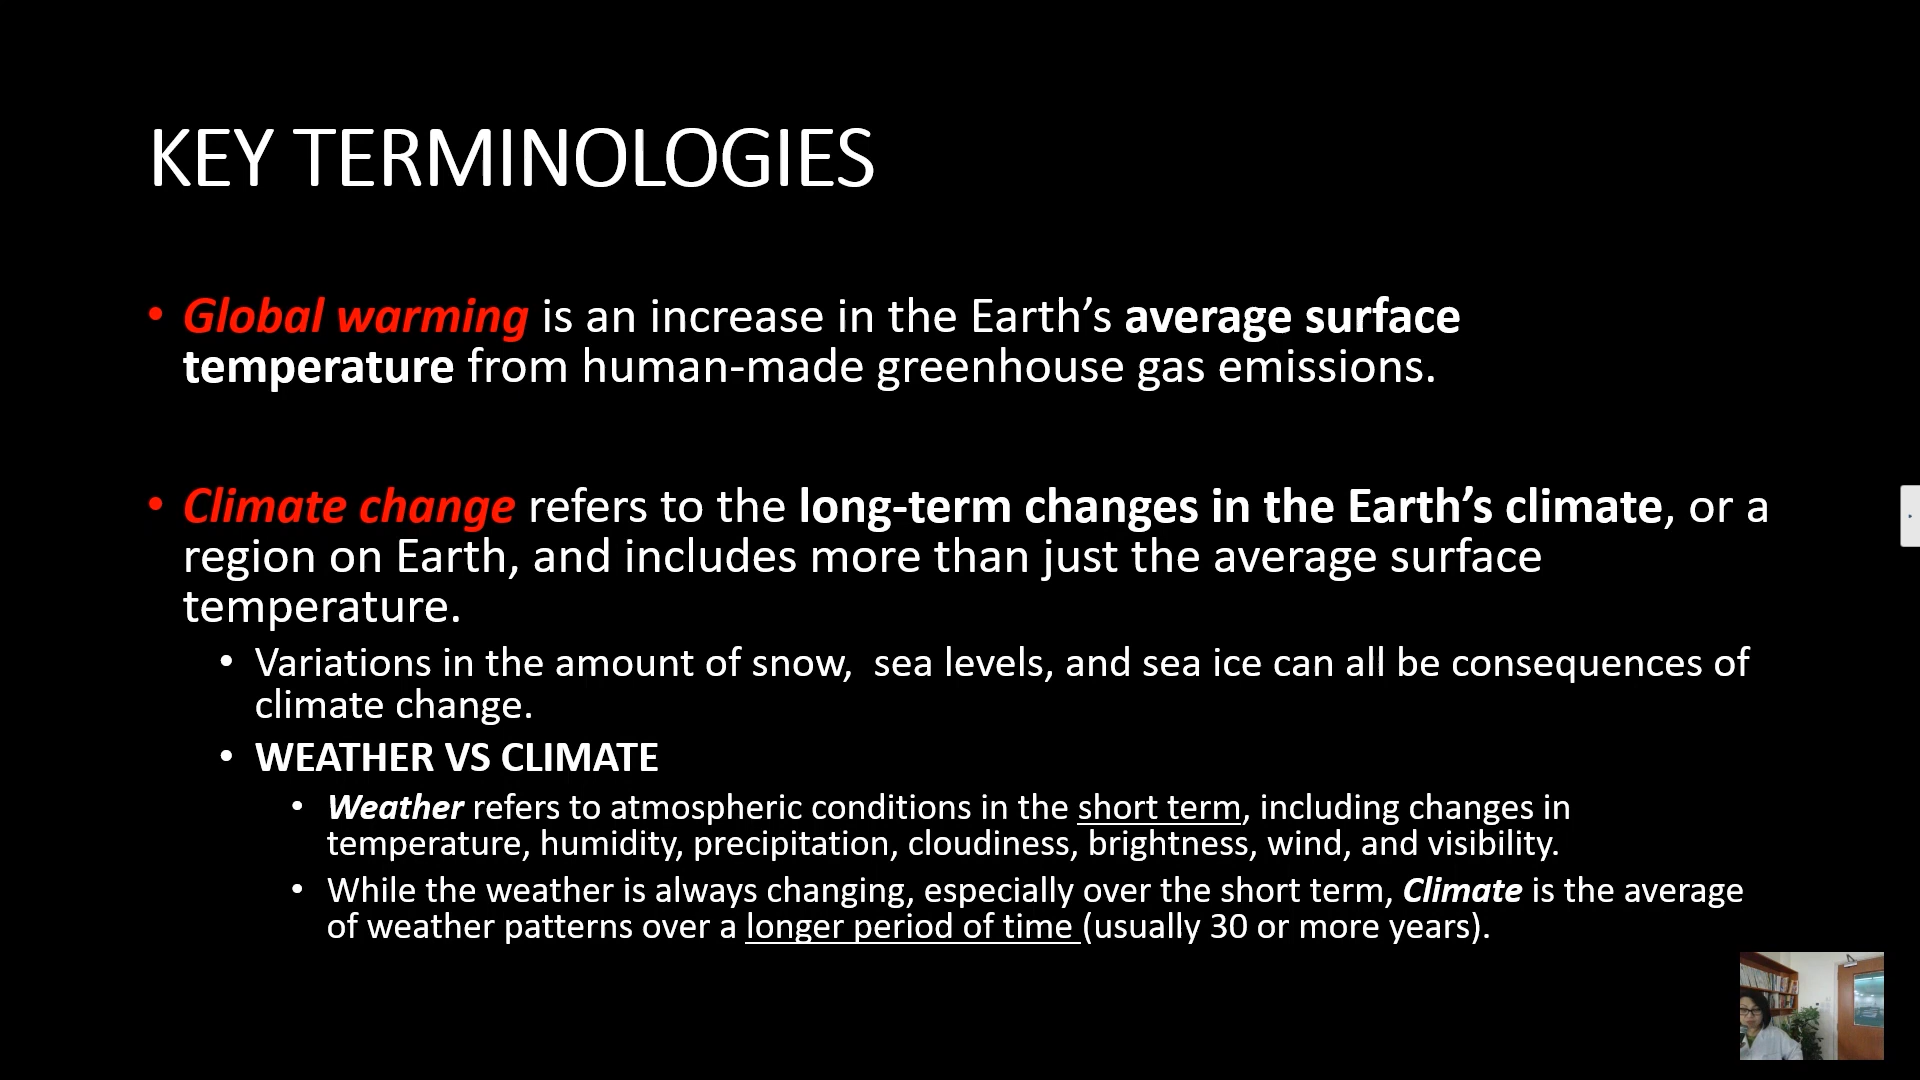 KEY TERMINOLOGIES
• Global warming is an increase in the Earth’s average surface
temperature from human-made greenhouse gas emissions.
• Climate change refers to the long-term changes in the Earth’s climate, or a
region on Earth, and includes more than just the average surface
temperature.
• Variations in the amount of snow,  sea levels, and sea ice can all be consequences of
climate change.
• WEATHER VS CLIMATE
• Weather refers to atmospheric conditions in the short term, including changes in
temperature, humidity, precipitation, cloudiness, brightness, wind, and visibility.
• While the weather is always changing, especially over the short term, Climate is the average
of weather patterns over a longer period of time (usually 30 or more years).